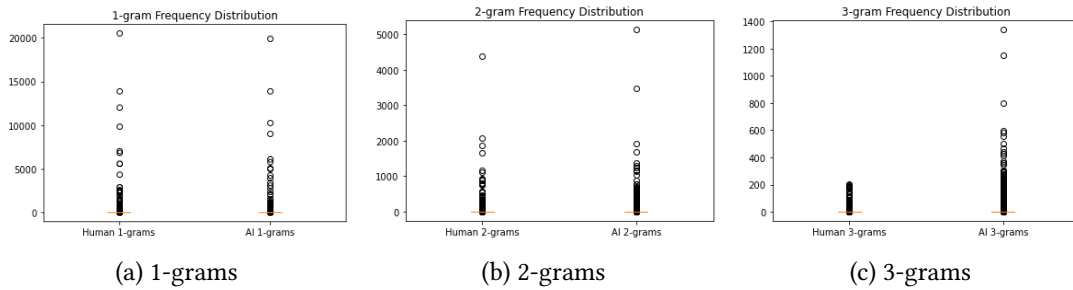 1-gram Frequency Distribution
20000
15000
10000
5000
0
Human 1-grams AI 1-grams
(a) 1-grams
2-gram Frequency Distribution
5000
4000
3000
2000
1000
0
Human 2-grams AI 2-grams
(b) 2-grams
3-gram Frequency Distribution
1400
1200
1000
800
600
400
200
0
Human 3-grams AI 3-grams
(c) 3-grams